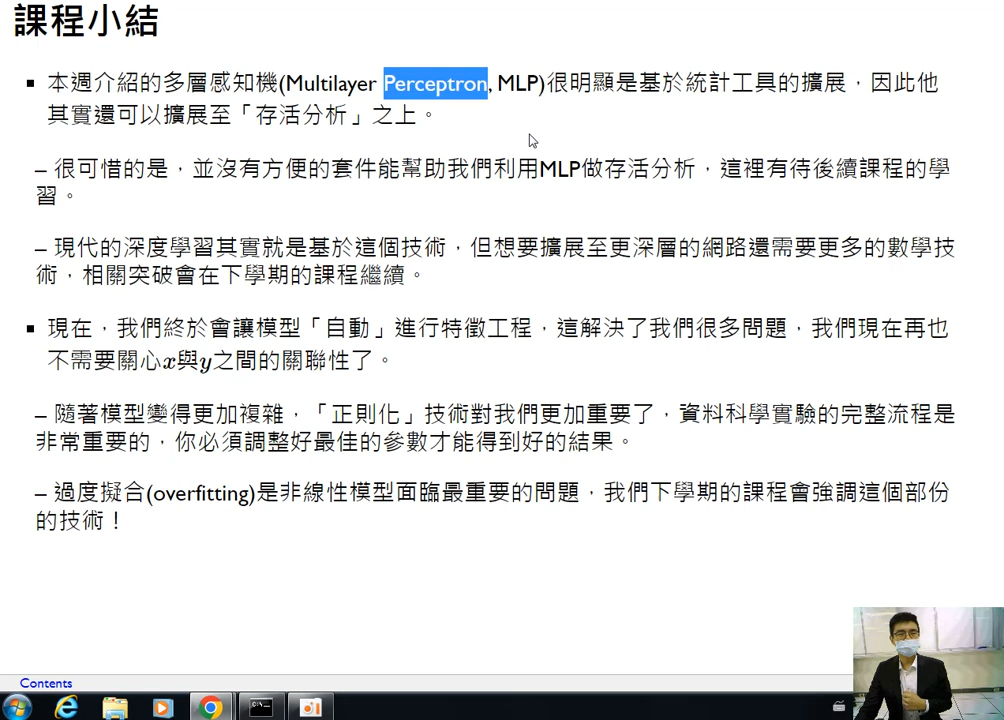 課程小結
本週介紹的多層感知機(Multilayer Perceptron, MLP)很明顯是基於統計工具的擴展，因此他
其實還可以擴展至「存活分析」之上。
– 很可惜的是，並沒有方便的套件能幫助我們利用MLP做存活分析，這裡有待後續課程的學
習。
– 現代的深度學習其實就是基於這個技術，但想要擴展至更深層的網路還需要更多的數學技
術，相關突破會在下學期的課程繼續。
現在，我們終於會讓模型「自動」進行特徵工程，這解決了我們很多問題，我們現在再也
不需要關心x與y之間的關聯性了。
– 隨著模型變得更加複雜，「正則化」技術對我們更加重要了，資料科學實驗的完整流程是
非常重要的，你必須調整好最佳的參數才能得到好的結果。
– 過度擬合(overfitting)是非線性模型面臨最重要的問題，我們下學期的課程會強調這個部份
的技術！
Contents